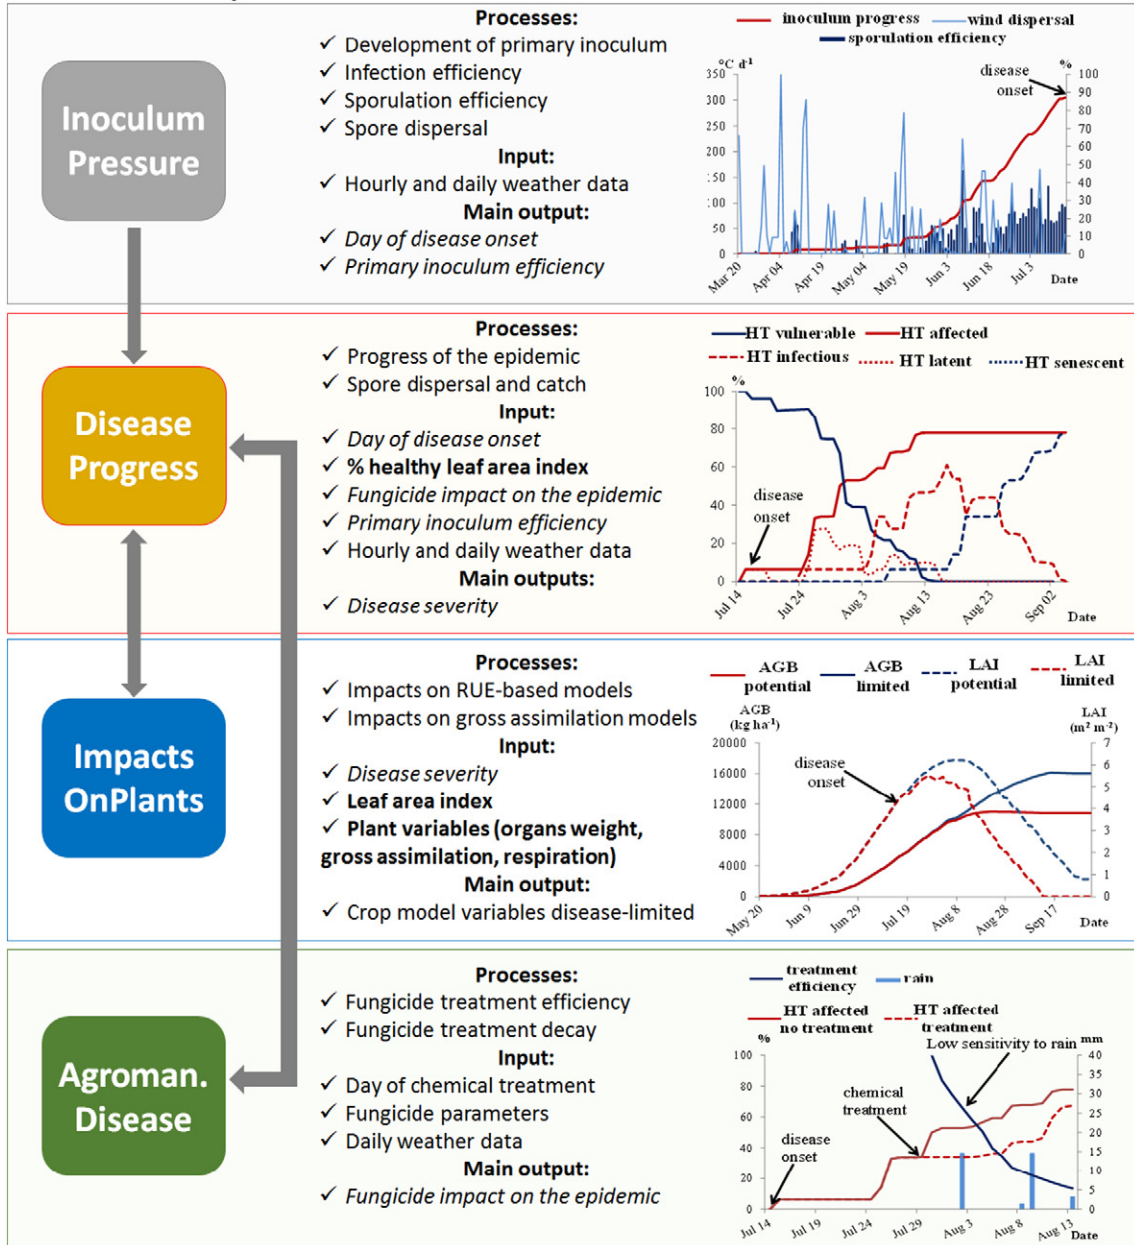 Inoculum
Pressure
Processes:
✓ Development of primary inoculum
✓ Infection efficiency
✓ Sporulation efficiency
✓ Spore dispersal
Input:
✓ Hourly and daily weather data
Main output:
✓ Day of disease onset
✓ Primary inoculum efficiency
inoculum progress
wind dispersal
sporulation efficiency
°C d⁻¹
%
disease
onset
350
300
250
200
150
100
50
0
100
90
80
70
60
50
40
30
20
10
0
Mar 20
Apr 04
Apr 19
May 04
May 19
Jun 3
Jun 18
Jul 3
Date
Disease
Progress
Processes:
✓ Progress of the epidemic
✓ Spore dispersal and catch
Input:
✓ Day of disease onset
✓ % healthy leaf area index
✓ Fungicide impact on the epidemic
✓ Primary inoculum efficiency
✓ Hourly and daily weather data
Main outputs:
✓ Disease severity
HT vulnerable
HT affected
HT infectious
HT latent
HT senescent
%
100
80
60
40
20
0
disease
onset
Jul 14
Jul 24
Aug 3
Aug 13
Aug 23
Sep 02
Date
Impacts
OnPlants
Processes:
✓ Impacts on RUE-based models
✓ Impacts on gross assimilation models
Input:
✓ Disease severity
✓ Leaf area index
✓ Plant variables (organs weight,
gross assimilation, respiration)
Main output:
✓ Crop model variables disease-limited
AGB
potential
AGB
limited
LAI
potential
LAI
limited
AGB
(kg ha⁻¹)
LAI
(m² m⁻²)
20000
16000
12000
8000
4000
0
disease
onset
7
6
5
4
3
2
1
0
May 20
Jun 9
Jun 29
Jul 19
Aug 8
Aug 28
Sep 17
Date
Agroman.
Disease
Processes:
✓ Fungicide treatment efficiency
✓ Fungicide treatment decay
Input:
✓ Day of chemical treatment
✓ Fungicide parameters
✓ Daily weather data
Main output:
✓ Fungicide impact on the epidemic
treatment
efficiency
rain
HT affected
no treatment
HT affected
treatment
%
Low sensitivity to rain
mm
100
80
60
40
20
0
chemical
treatment
disease
onset
40
35
30
25
20
15
10
5
0
Jul 14
Jul 19
Jul 24
Jul 29
Aug 3
Aug 8
Aug 13
Date